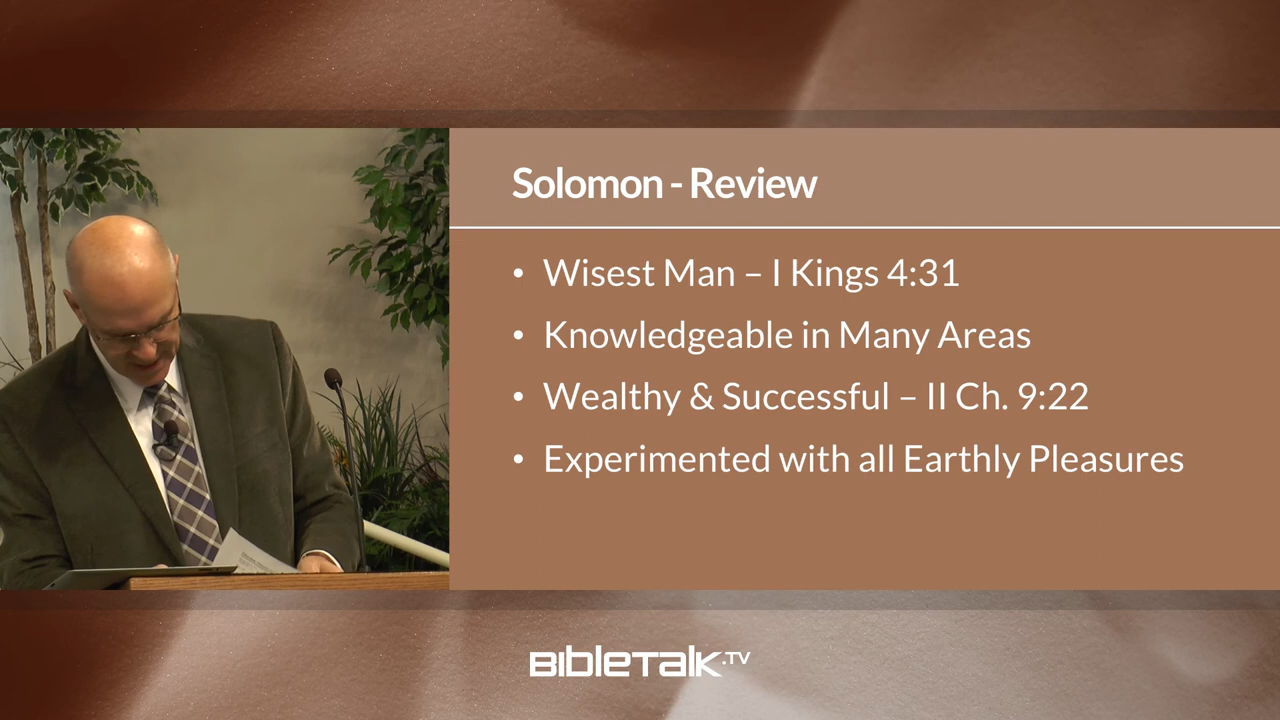 Solomon - Review
• Wisest Man – I Kings 4:31
• Knowledgeable in Many Areas
• Wealthy & Successful – II Ch. 9:22
• Experimented with all Earthly Pleasures
BibleTalk.TV